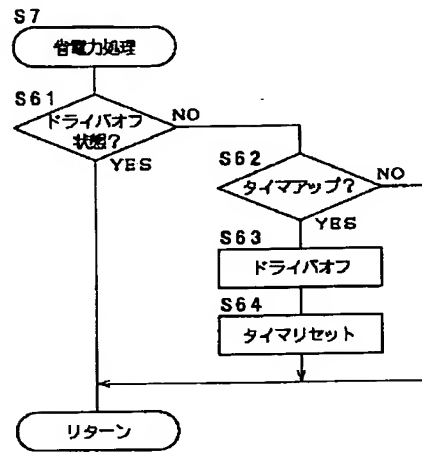 S7
省電力処理
S61
ドライバオフ
状態?
NO
YES
S62
タイマアップ?
NO
YES
S63
ドライバオフ
S64
タイマリセット
リターン